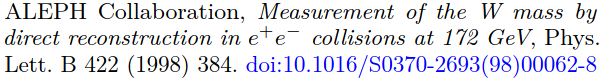 ALEPH Collaboration, Measurement of the W mass by
direct reconstruction in e⁺e⁻ collisions at 172 GeV, Phys.
Lett. B 422 (1998) 384. doi:10.1016/S0370-2693(98)00062-8